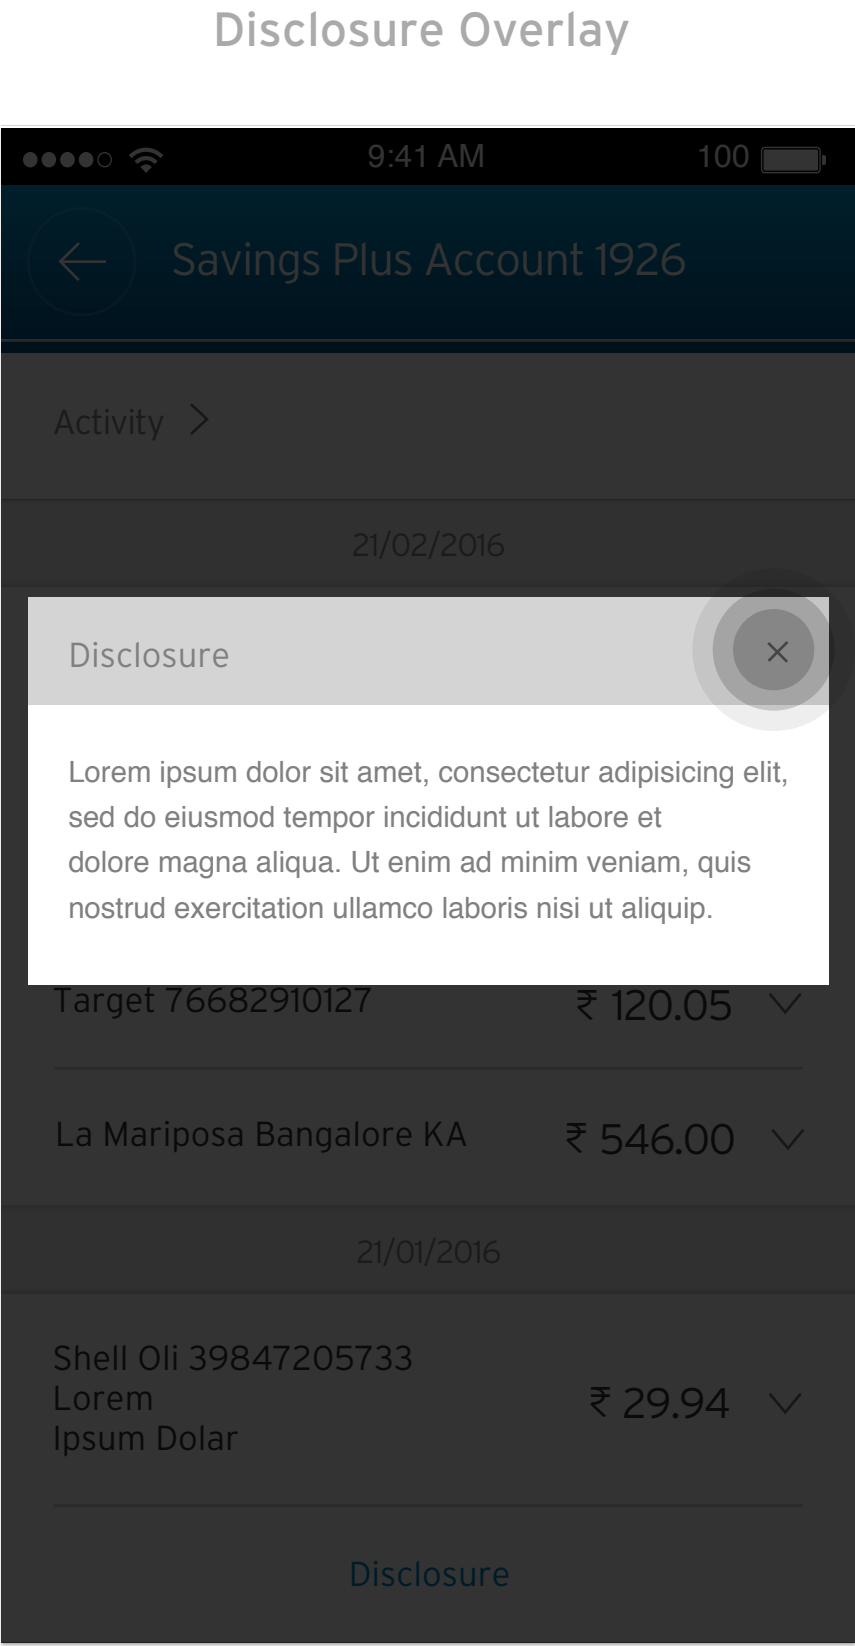 Disclosure Overlay
9:41 AM
100
Savings Plus Account 1926
Activity
21/02/2016
Disclosure
Lorem ipsum dolor sit amet, consectetur adipisicing elit,
sed do eiusmod tempor incididunt ut labore et
dolore magna aliqua. Ut enim ad minim veniam, quis
nostrud exercitation ullamco laboris nisi ut aliquip.
Target 76682910127 ₹ 120.05
La Mariposa Bangalore KA ₹ 546.00
21/01/2016
Shell Oli 39847205733
Lorem
Ipsum Dolar
₹ 29.94
Disclosure